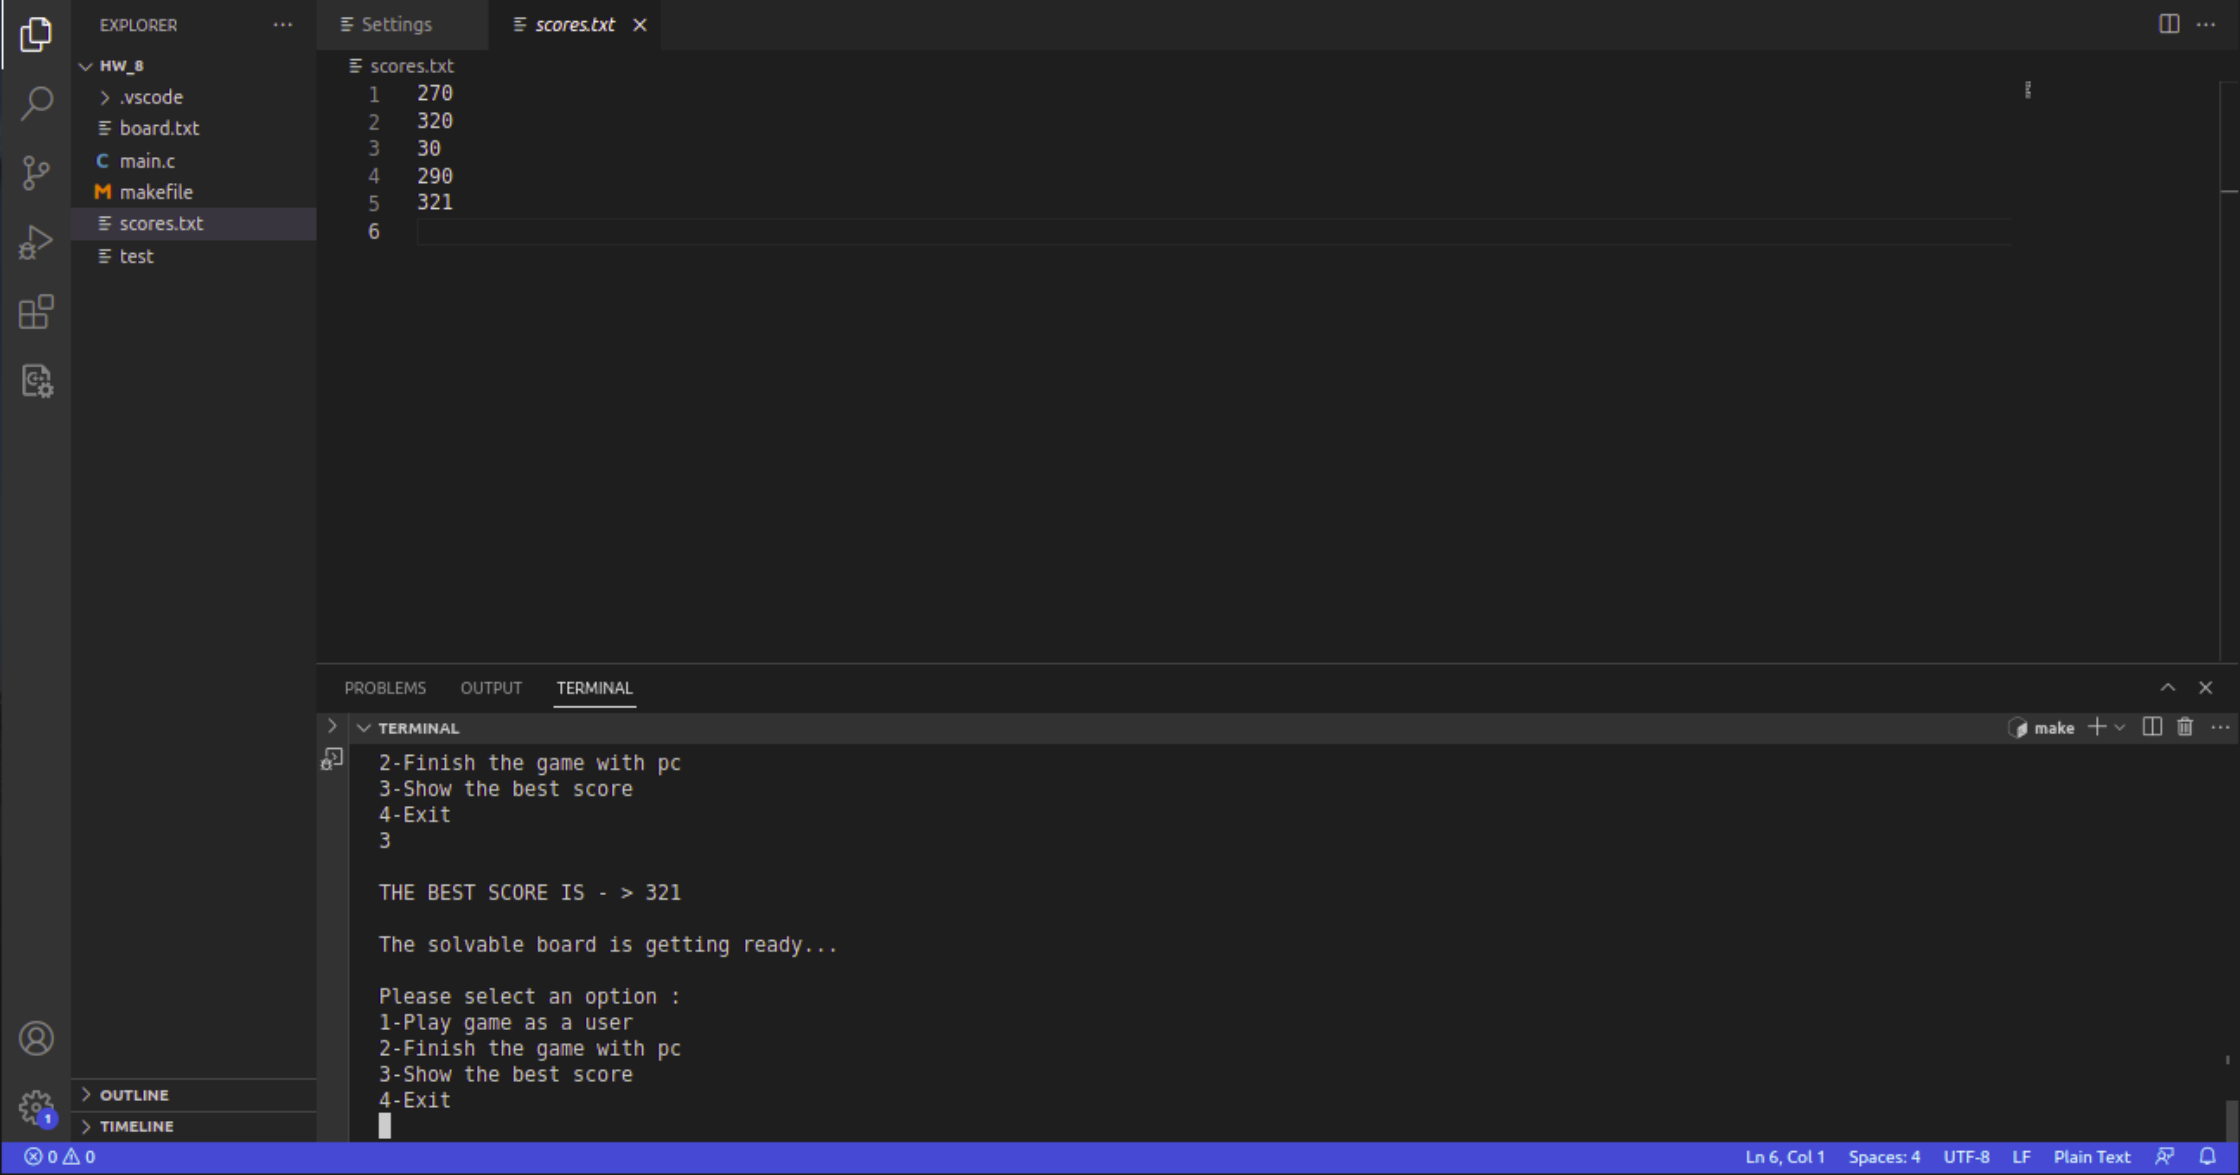 EXPLORER
HW_8
.vscode
board.txt
C main.c
M makefile
scores.txt
test
OUTLINE
TIMELINE
Settings
scores.txt
scores.txt
1 270
2 320
3 30
4 290
5 321
6
PROBLEMS OUTPUT TERMINAL
TERMINAL
make
2-Finish the game with pc
3-Show the best score
4-Exit
3
THE BEST SCORE IS - > 321
The solvable board is getting ready...
Please select an option :
1-Play game as a user
2-Finish the game with pc
3-Show the best score
4-Exit
1
0 0
Ln 6, Col 1 Spaces: 4 UTF-8 LF Plain Text